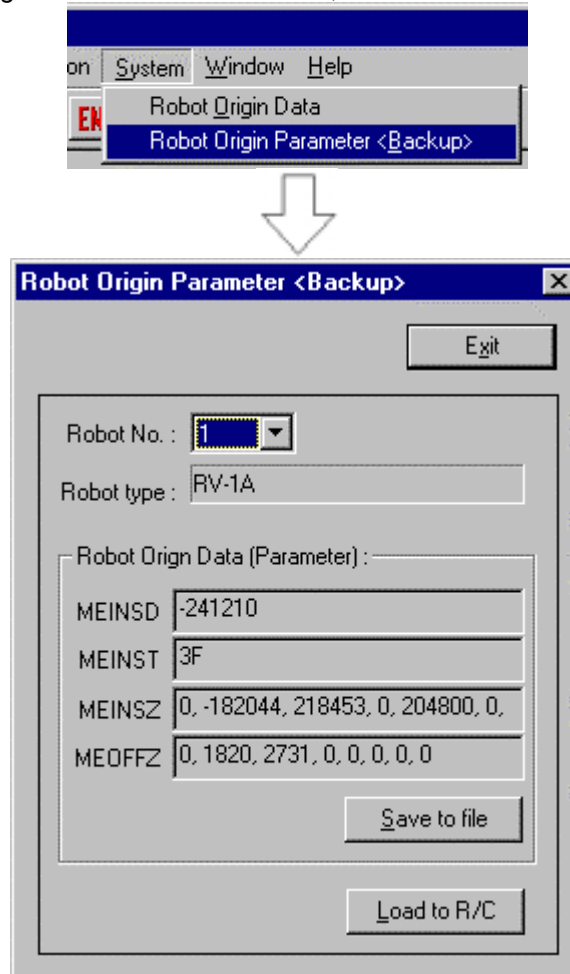 on System Window Help
EN
Robot Origin Data
Robot Origin Parameter <Backup>
Robot Origin Parameter <Backup>
Exit
Robot No. : 1
Robot type : RV-1A
Robot Orign Data (Parameter) :
MEINSD -241210
MEINST 3F
MEINSZ 0, -182044, 218453, 0, 204800, 0,
MEOFFZ 0, 1820, 2731, 0, 0, 0, 0, 0
Save to file
Load to R/C